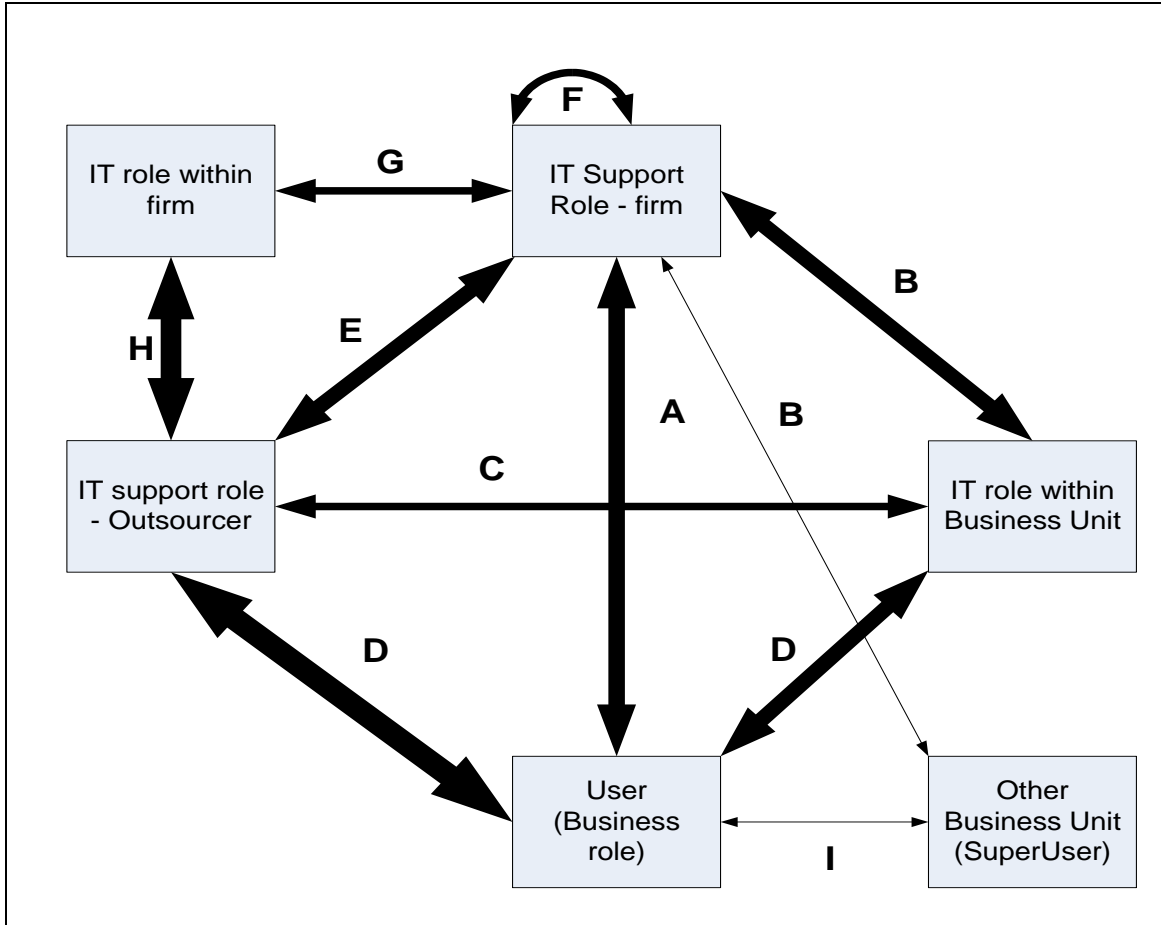 F
IT role within
firm
G
IT Support
Role - firm
B
H
E
A
B
C
IT support role
- Outsourcer
IT role within
Business Unit
D
D
User
(Business
role)
I
Other
Business Unit
(SuperUser)